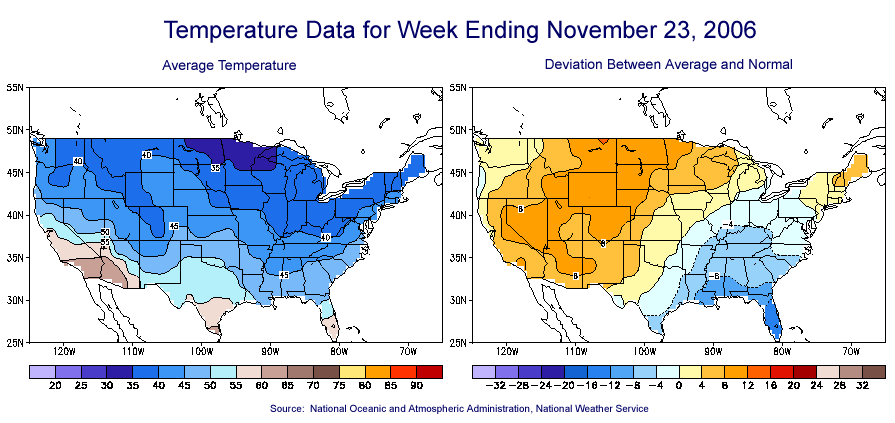 Temperature Data for Week Ending November 23, 2006
Average Temperature
Deviation Between Average and Normal
55N
50N
45N
40N
35N
30N
25N
120W 110W 100W 90W 80W 70W
40 40 35
45
50
55
40
45
20 25 30 35 40 45 50 55 60 65 70 75 80 85 90
55N
50N
45N
40N
35N
30N
25N
120W 110W 100W 90W 80W 70W
8
-4
8
8
-8
-32 -28 -24 -20 -16 -12 -8 -4 0 4 8 12 16 20 24 28 32
Source: National Oceanic and Atmospheric Administration, National Weather Service